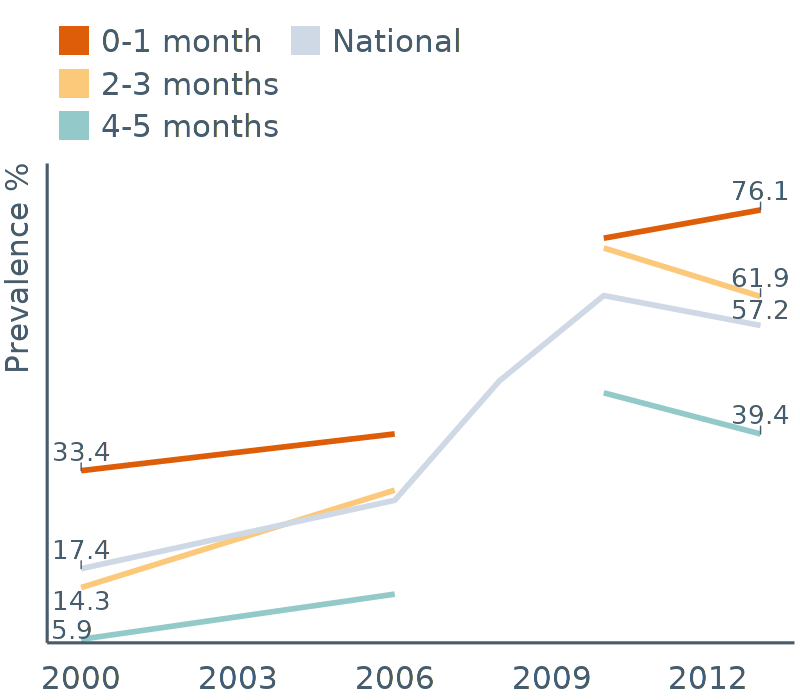 0-1 month
National
2-3 months
4-5 months
Prevalence %
76.1
61.9
57.2
39.4
33.4
17.4
14.3
5.9
2000 2003 2006 2009 2012